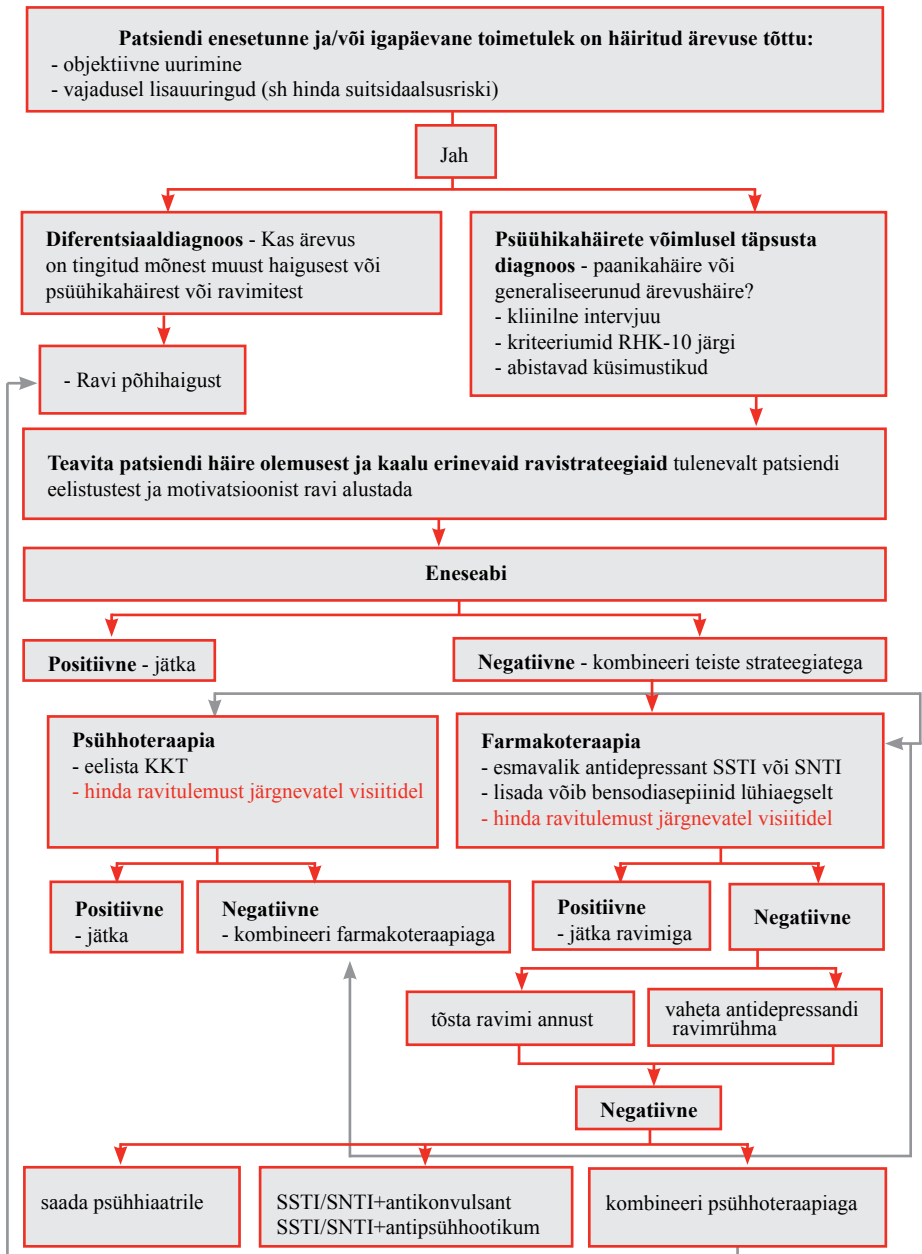 Patsiendi enesetunne ja/või igapäevane toimetulek on häiritud ärevuse tõttu:
- objektiivne uurimine
- vajadusel lisauuringud (sh hinda suitsidaalsusriski)
Jah
Diferentsiaaldiagnoos - Kas ärevus
on tingitud mõnest muust haigusest või
psüühikahäirest või ravimitest
Psüühikahäirete võimlusel täpsusta
diagnoos - paanikahäire või
generaliseerunud ärevushäire?
- kliinilne intervjuu
- kriteeriumid RHK-10 järgi
- abistavad küsimustikud
- Ravi põhihaigust
Teavita patsiendi häire olemusest ja kaalu erinevaid ravistrateegiaid tulenevalt patsiendi
eelistustest ja motivatsioonist ravi alustada
Eneseabi
Positiivne - jätka
Negatiivne - kombineeri teiste strateegiatega
Psühhoteraapia
- eelista KKT
- hinda ravitulemust järgnevatel visiitidel
Farmakoteraapia
- esmavalik antidepressant SSTI või SNTI
- lisada võib bensodiasepiinid lühiaegselt
- hinda ravitulemust järgnevatel visiitidel
Positiivne
- jätka
Negatiivne
- kombineeri farmakoteraapiaga
Positiivne
- jätka ravimiga
Negatiivne
tõsta ravimi annust
vaheta antidepressandi
ravimrühma
Negatiivne
saada psühhiaatrile
SSTI/SNTI+antikonvulsant
SSTI/SNTI+antipsühhootikum
kombineeri psühhoteraapiaga